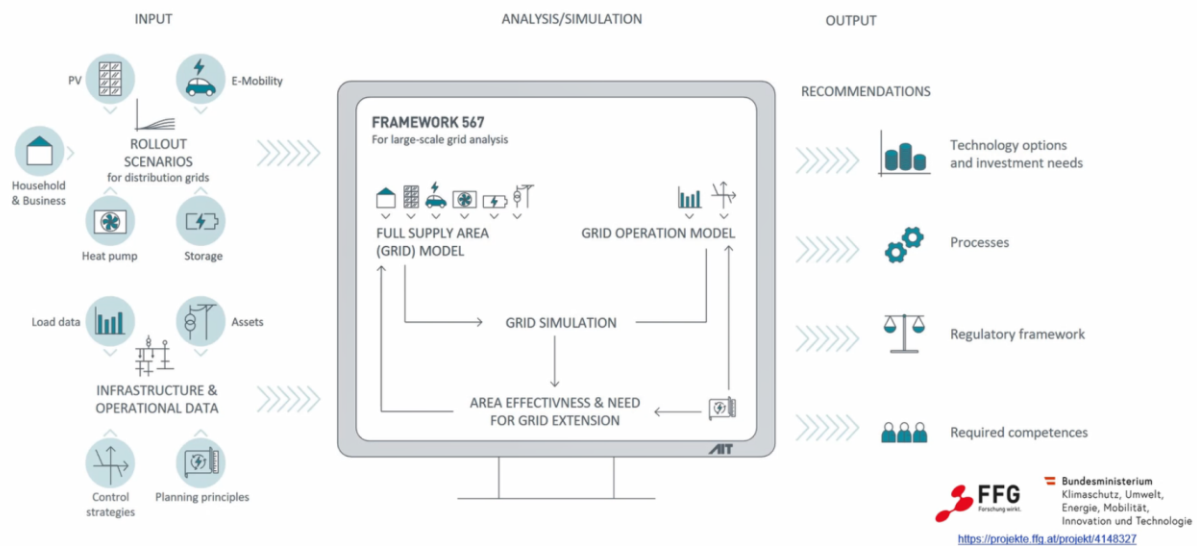 INPUT
ANALYSIS/SIMULATION
OUTPUT
PV
E-Mobility
ROLLOUT
SCENARIOS
for distribution grids
Household
& Business
Heat pump
Storage
Load data
Assets
INFRASTRUCTURE &
OPERATIONAL DATA
Control
strategies
Planning principles
FRAMEWORK 567
For large-scale grid analysis
FULL SUPPLY AREA
(GRID) MODEL
GRID OPERATION MODEL
GRID SIMULATION
AREA EFFECTIVNESS & NEED
FOR GRID EXTENSION
AIT
RECOMMENDATIONS
Technology options
and investment needs
Processes
Regulatory framework
Required competences
FFG
Forschung wirkt.
Bundesministerium
Klimaschutz, Umwelt,
Energie, Mobilität,
Innovation und Technologie
https://projekte.ffg.at/projekt/4148327